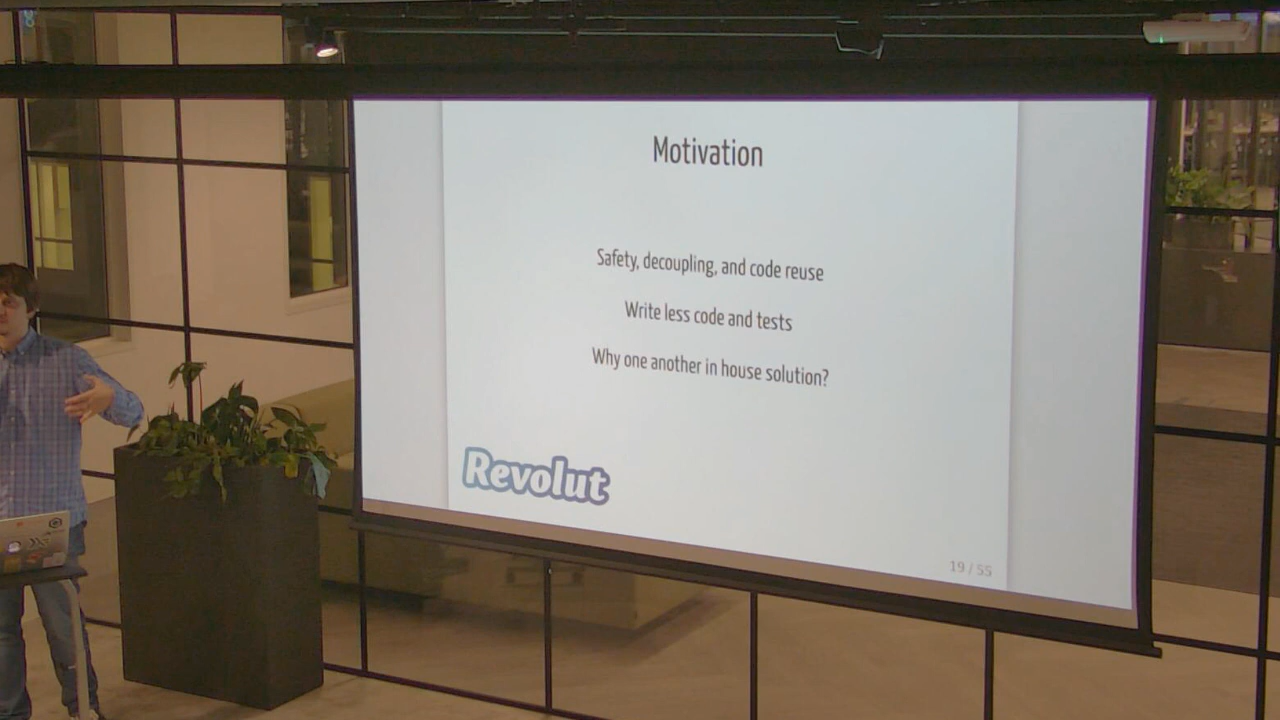 Motivation
Safety, decoupling, and code reuse
Write less code and tests
Why one another in house solution?
Revolut
19 / 55